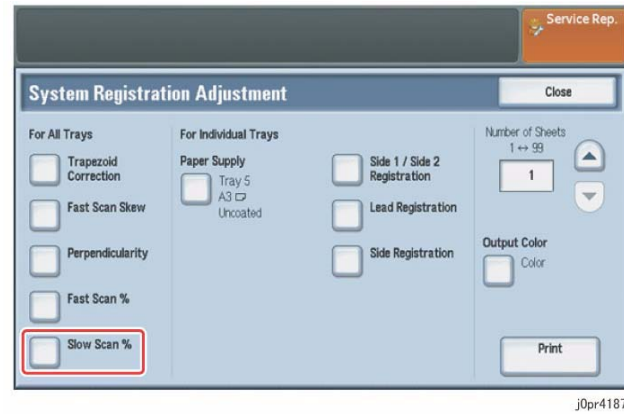 Service Rep.
System Registration Adjustment
Close
For All Trays
Trapezoid
Correction
Fast Scan Skew
Perpendicularity
Fast Scan %
Slow Scan %
For Individual Trays
Paper Supply
Tray 5
A3
Uncoated
Side 1 / Side 2
Registration
Lead Registration
Side Registration
Number of Sheets
1 ↔ 99
1
Output Color
Color
Print
j0pr4187